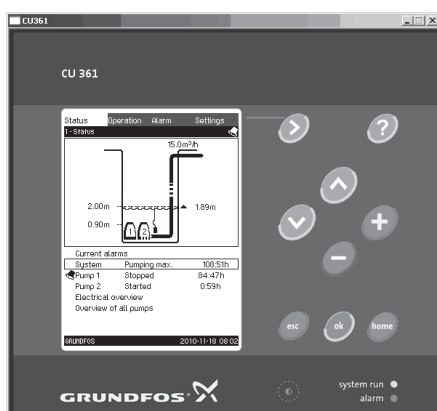 CU361
CU 361
Status Operation Alarm Settings
1 - Status
15.0m³/h
2.00m
1.89m
0.90m
1 2
Current alarms
System Pumping max. 108:51h
Pump 1 Stopped 84:47h
Pump 2 Started 0:59h
Electrical overview
Overview of all pumps
GRUNDFOS 2010-11-18 08:02
?
esc ok home
GRUNDFOS
system run
alarm